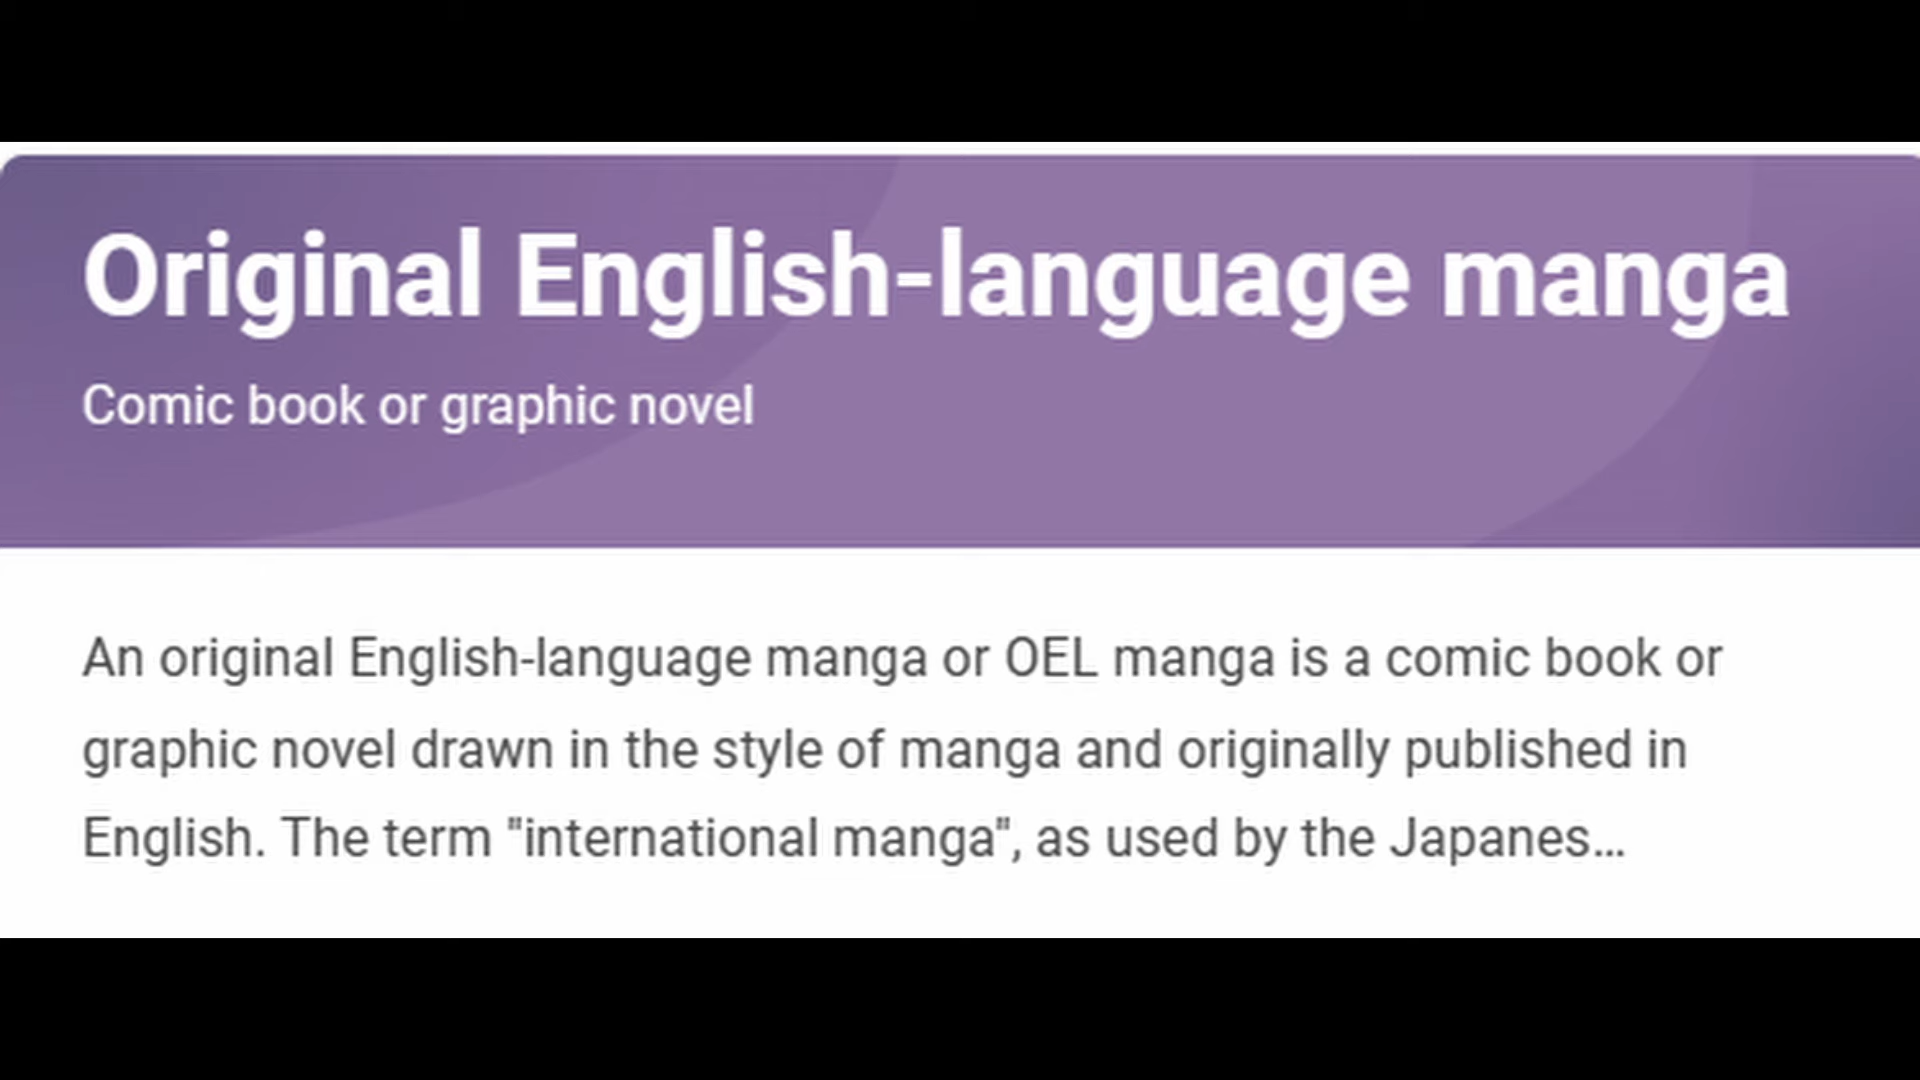 Original English-language manga
Comic book or graphic novel
An original English-language manga or OEL manga is a comic book or
graphic novel drawn in the style of manga and originally published in
English. The term "international manga", as used by the Japanes...